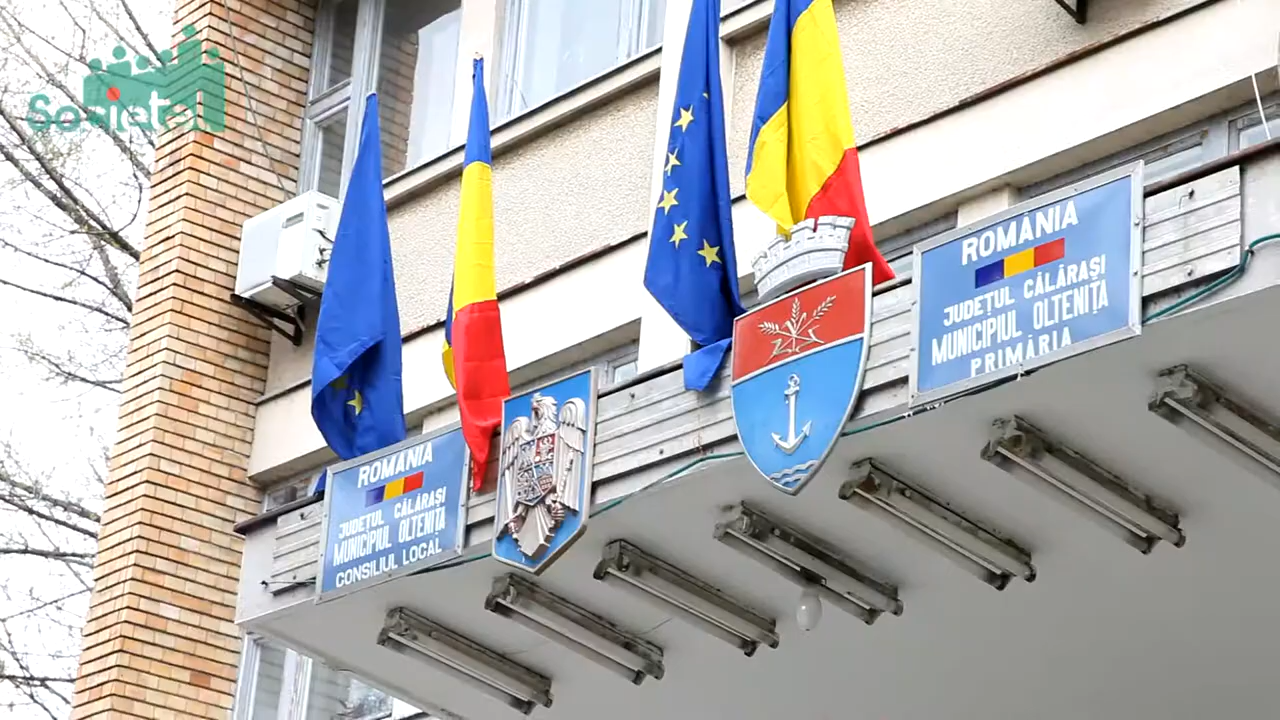 Societal
ROMÂNIA
JUDEȚUL CĂLĂRAȘI
MUNICIPIUL OLTENIȚA
CONSILIUL LOCAL
ROMÂNIA
JUDEȚUL CĂLĂRAȘI
MUNICIPIUL OLTENIȚA
PRIMĂRIA